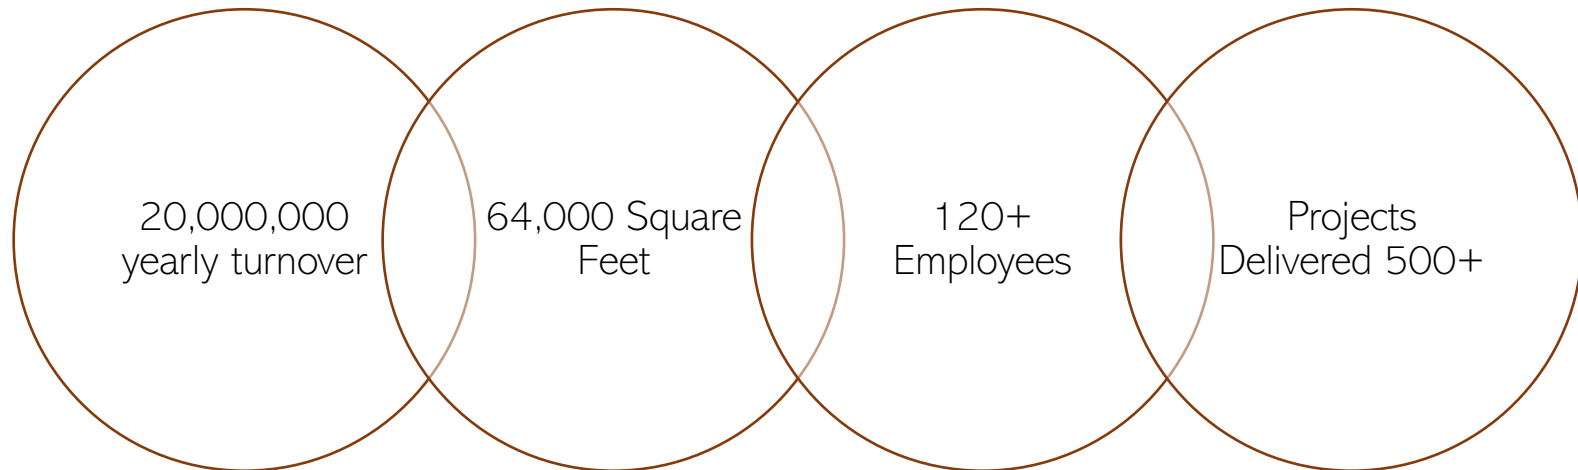 20,000,000
yearly turnover
64,000 Square
Feet
120+
Employees
Projects
Delivered 500+